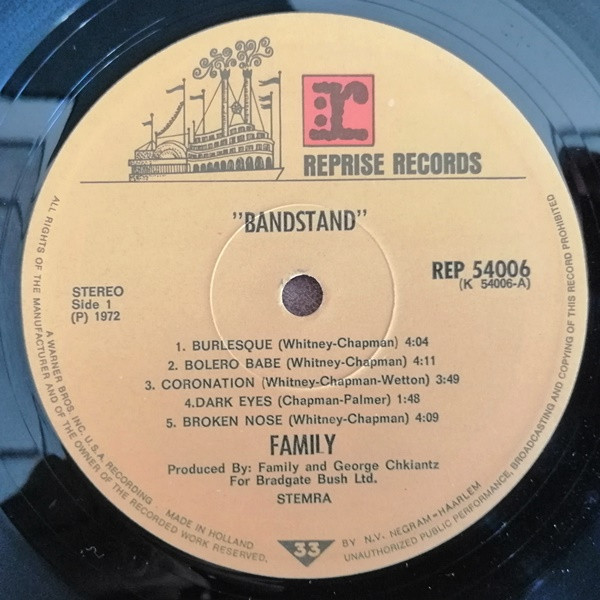 r
REPRISE RECORDS
"BANDSTAND"
REP 54006
(K 54006-A)
STEREO
Side 1
(P) 1972
1. BURLESQUE (Whitney-Chapman) 4:04
2. BOLERO BABE (Whitney-Chapman) 4:11
3. CORONATION (Whitney-Chapman-Wetton) 3:49
4.DARK EYES (Chapman-Palmer) 1:48
5. BROKEN NOSE (Whitney-Chapman) 4:09
FAMILY
Produced By: Family and George Chkiantz
For Bradgate Bush Ltd.
STEMRA
33
A WARNER BROS. INC. U.S.A. RECORDING
ALL RIGHTS OF THE MANUFACTURER AND OF THE OWNER OF THE RECORDED WORK RESERVED.
MADE IN HOLLAND
BY N.V. NEGRAM-HAARLEM
UNAUTHORIZED PUBLIC PERFORMANCE, BROADCASTING AND COPYING OF THIS RECORD PROHIBITED